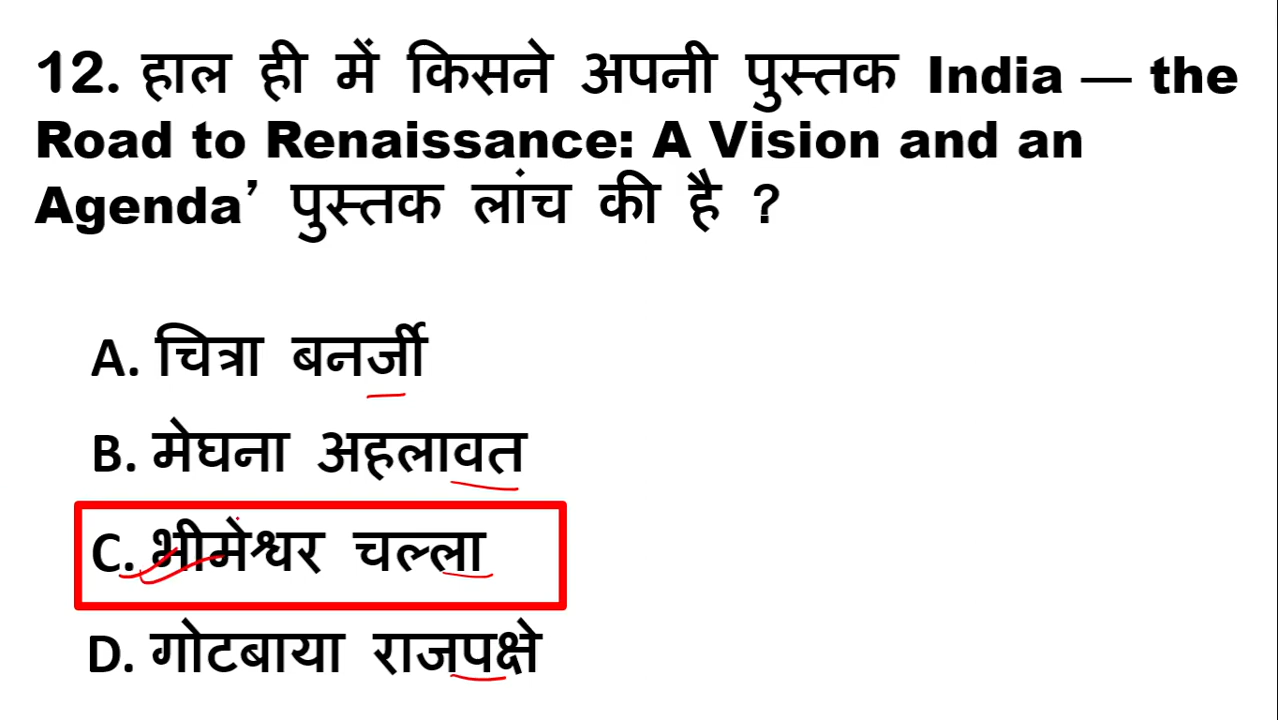 12. हाल ही में किसने अपनी पुस्तक India — the
Road to Renaissance: A Vision and an
Agenda’ पुस्तक लांच की है ?
A. चित्रा बनर्जी
B. मेघना अहलावत
C. भीमेश्वर चल्ला
D. गोटबाया राजपक्षे